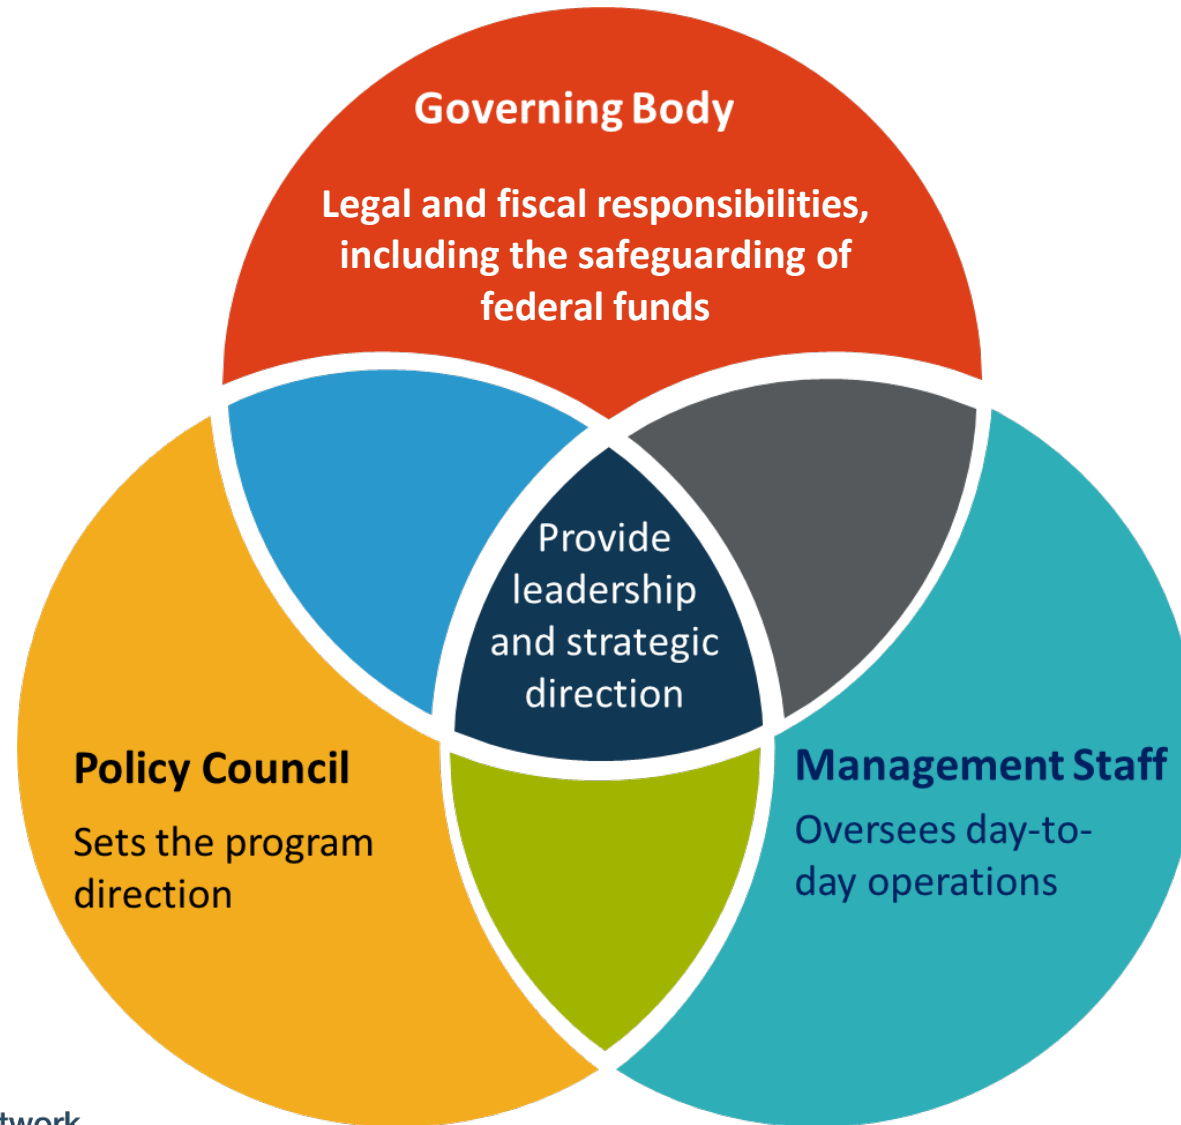 Governing Body
Legal and fiscal responsibilities,
including the safeguarding of
federal funds
Provide
leadership
and strategic
direction
Policy Council
Sets the program
direction
Management Staff
Oversees day-to-
day operations